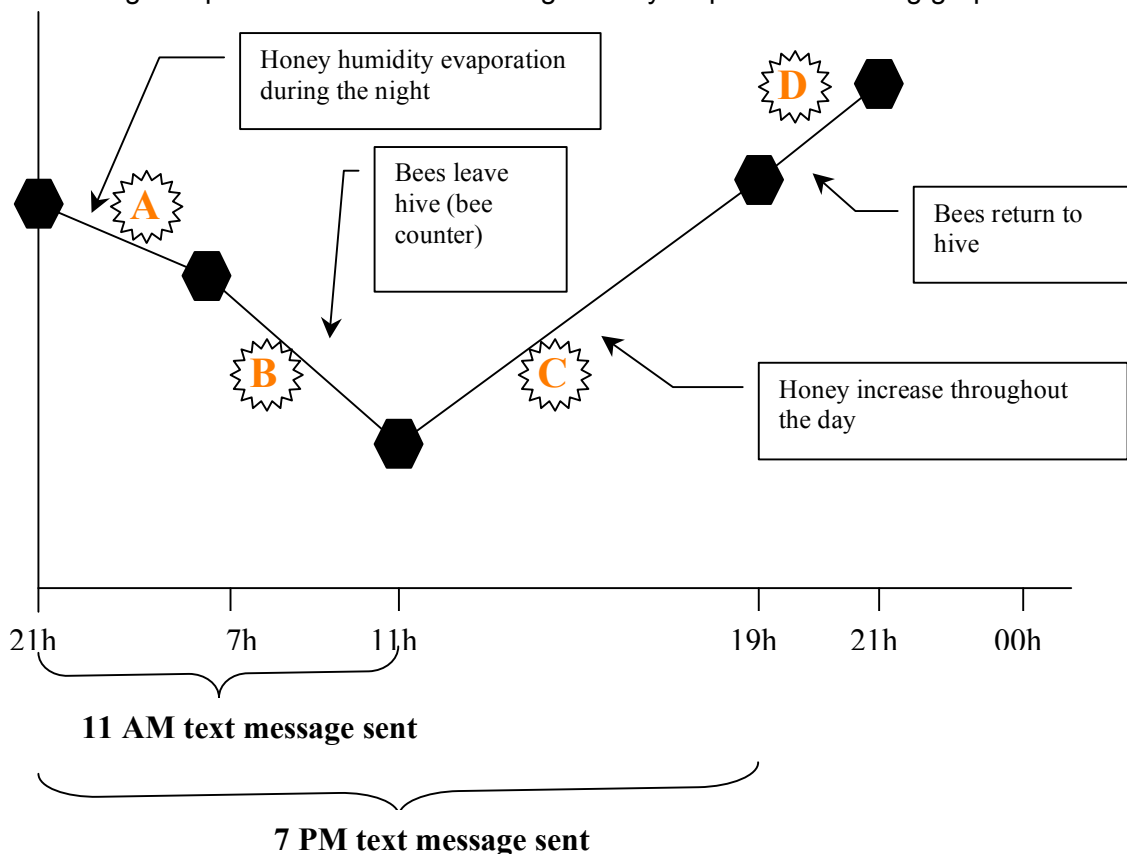 Honey humidity evaporation
during the night
D
Bees leave
hive (bee
counter)
A
Bees return to
hive
B
C
Honey increase throughout
the day
21h 7h 11h 19h 21h 00h
11 AM text message sent
7 PM text message sent